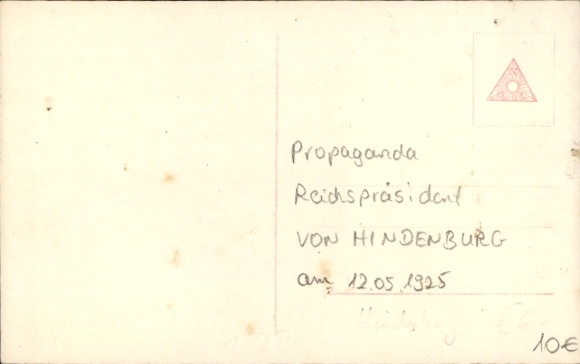 Propaganda
Reichspräsident
VON HINDENBURG
am 12.05.1925
10€